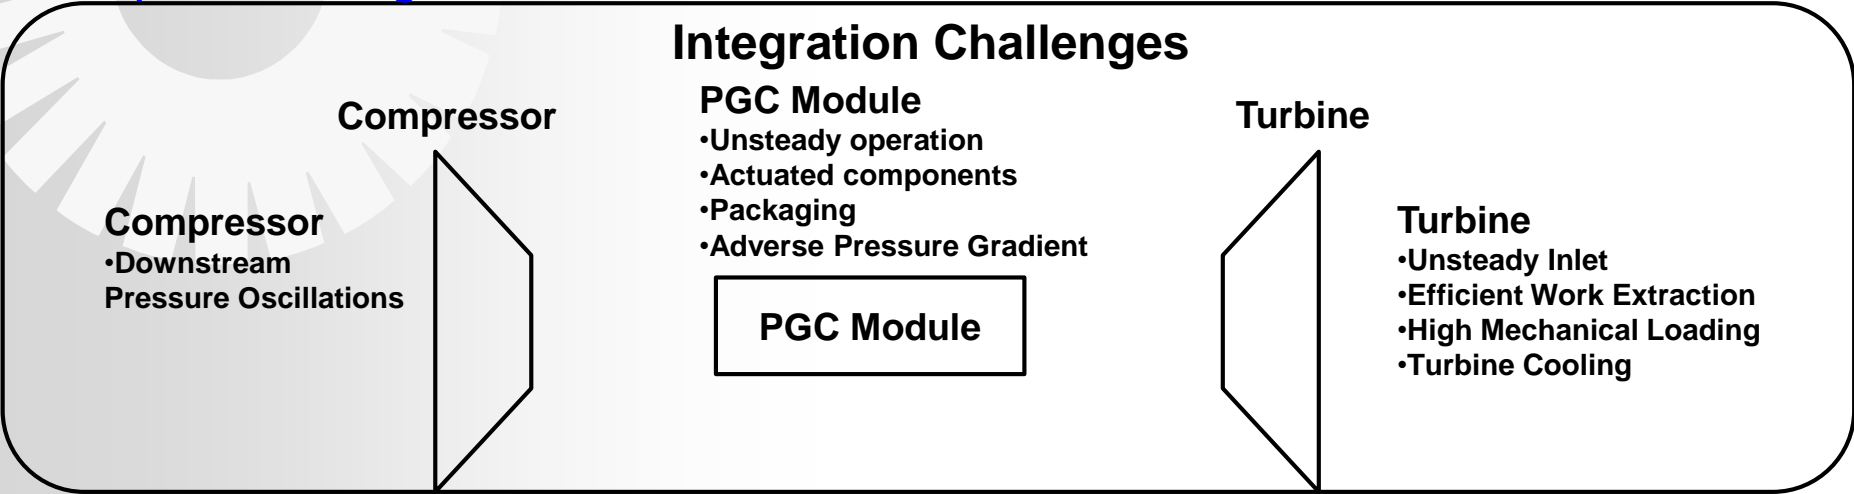 Integration Challenges
Compressor
Compressor
•Downstream
Pressure Oscillations
PGC Module
•Unsteady operation
•Actuated components
•Packaging
•Adverse Pressure Gradient
PGC Module
Turbine
Turbine
•Unsteady Inlet
•Efficient Work Extraction
•High Mechanical Loading
•Turbine Cooling